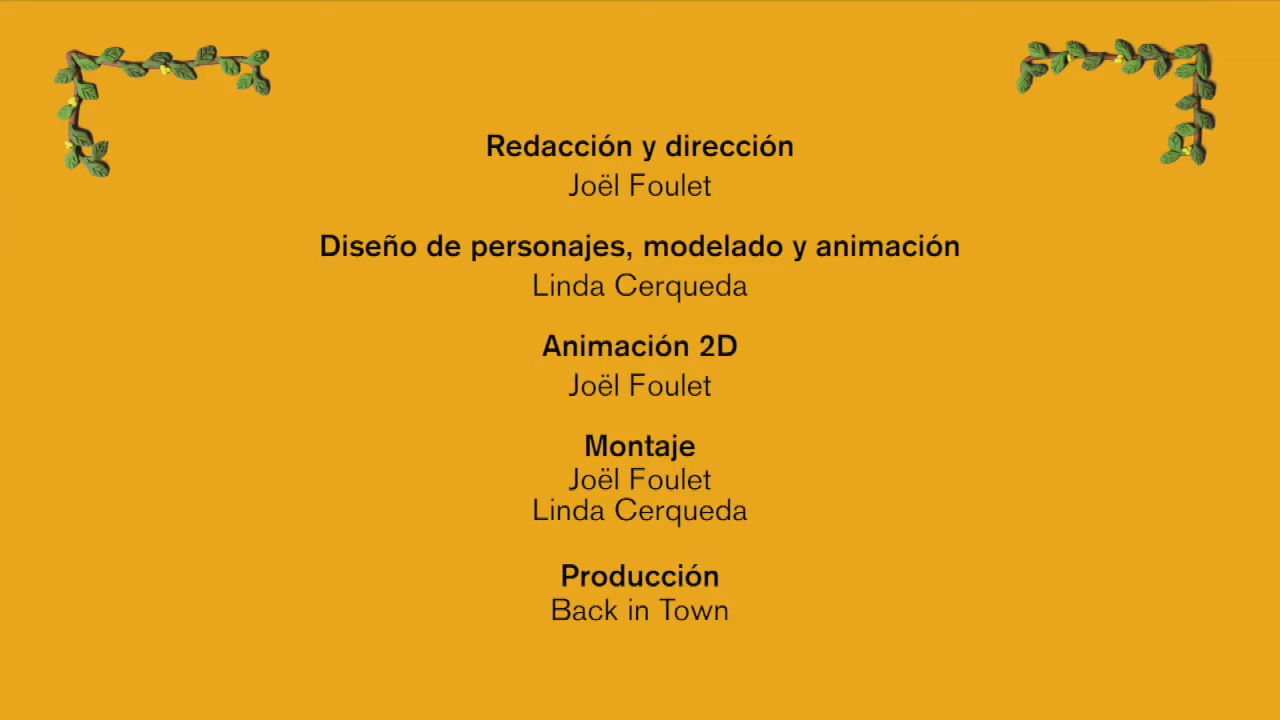 Redacción y dirección
Joël Foulet
Diseño de personajes, modelado y animación
Linda Cerqueda
Animación 2D
Joël Foulet
Montaje
Joël Foulet
Linda Cerqueda
Producción
Back in Town